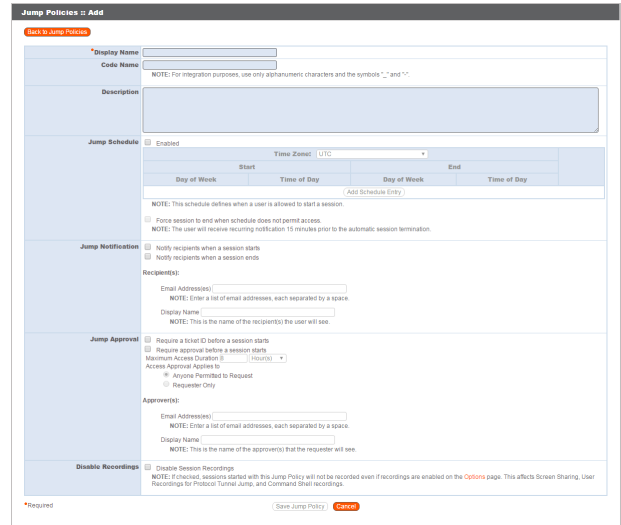 Jump Policies :: Add
Back to Jump Policies
*Display Name
Code Name
NOTE: For integration purposes, use only alphanumeric characters and the symbols "_" and "-".
Description
Jump Schedule
Enabled
Time Zone: UTC
Start End
Day of Week Time of Day Day of Week Time of Day
Add Schedule Entry
NOTE: This schedule defines when a user is allowed to start a session.
Force session to end when schedule does not permit access.
NOTE: The user will receive recurring notification 15 minutes prior to the automatic session termination.
Jump Notification
Notify recipients when a session starts
Notify recipients when a session ends
Recipient(s):
Email Address(es)
NOTE: Enter a list of email addresses, each separated by a space
Display Name
NOTE: This is the name of the recipient(s) the user will see.
Jump Approval
Require a ticket ID before a session starts
Require approval before a session starts
Maximum Access Duration Hour(s)
Access Approval Applies to
Anyone Permitted to Request
Requester Only
Approver(s):
Email Address(es)
NOTE: Enter a list of email addresses, each separated by a space.
Display Name
NOTE: This is the name of the approver(s) that the requester will see.
Disable Recordings
Disable Session Recordings
NOTE: If checked, sessions started with this Jump Policy will not be recorded even if recordings are enabled on the Options page. This affects Screen Sharing, User
Recordings for Protocol Tunnel Jump, and Command Shell recordings.
*Required
Save Jump Policy Cancel